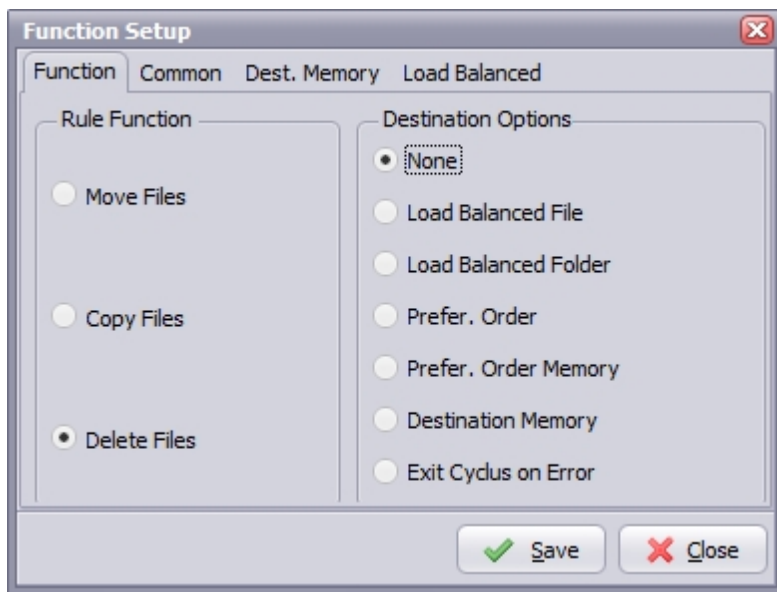 Function Setup
Function Common Dest. Memory Load Balanced
Rule Function
Move Files
Copy Files
Delete Files
Destination Options
None
Load Balanced File
Load Balanced Folder
Prefer. Order
Prefer. Order Memory
Destination Memory
Exit Cyclus on Error
Save Close